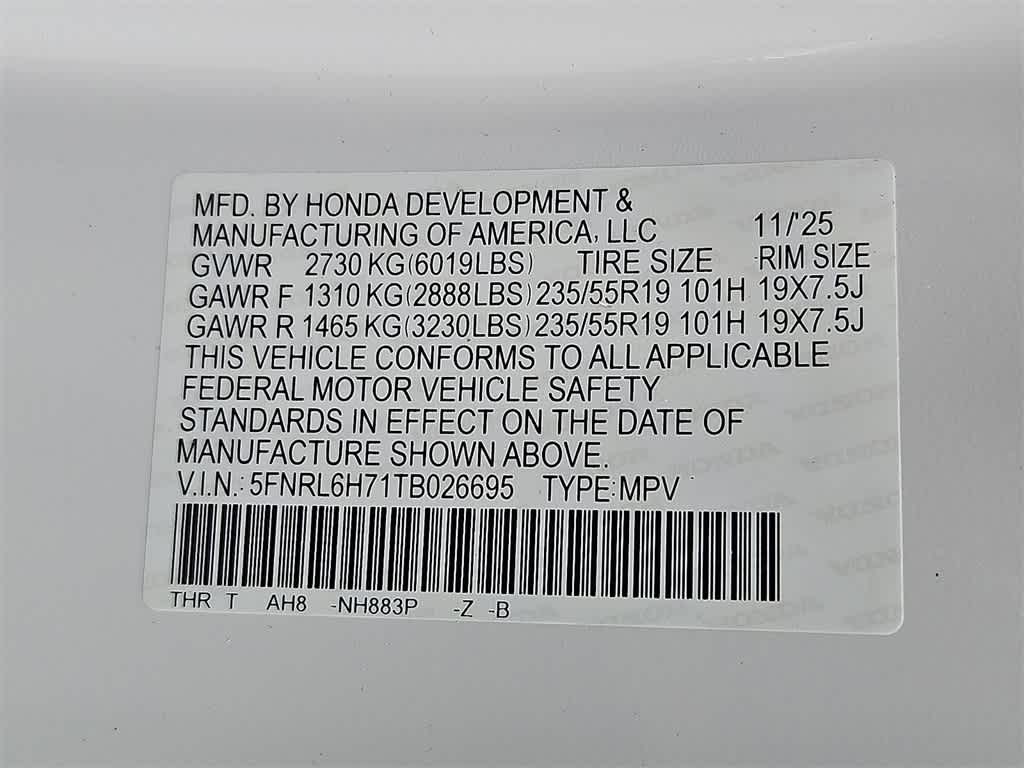 MFD. BY HONDA DEVELOPMENT &
MANUFACTURING OF AMERICA, LLC 11/'25
GVWR 2730 KG(6019LBS) TIRE SIZE RIM SIZE
GAWR F 1310 KG(2888LBS) 235/55R19 101H 19X7.5J
GAWR R 1465 KG(3230LBS) 235/55R19 101H 19X7.5J
THIS VEHICLE CONFORMS TO ALL APPLICABLE
FEDERAL MOTOR VEHICLE SAFETY
STANDARDS IN EFFECT ON THE DATE OF
MANUFACTURE SHOWN ABOVE.
V.I.N.: 5FNRL6H71TB026695 TYPE: MPV
THR T AH8 -NH883P -Z -B